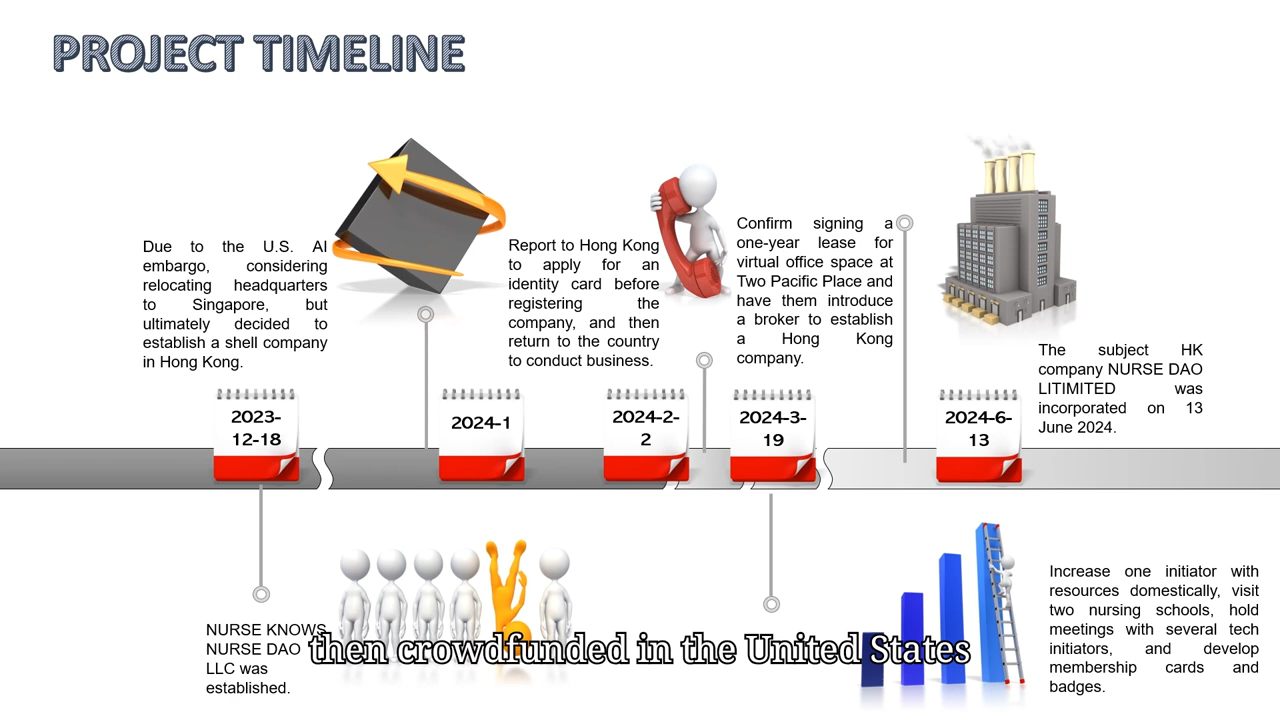 PROJECT TIMELINE
Due to the U.S. AI
embargo, considering
relocating headquarters
to Singapore, but
ultimately decided to
establish a shell company
in Hong Kong.
Report to Hong Kong
to apply for an
identity card before
registering the
company, and then
return to the country
to conduct business.
Confirm signing a
one-year lease for
virtual office space at
Two Pacific Place and
have them introduce
a broker to establish
a Hong Kong
company.
The subject HK
company NURSE DAO
LITIMITED was
incorporated on 13
June 2024.
2023-
12-18
2024-1
2024-2-
2
2024-3-
19
2024-6-
13
NURSE KNOWS
NURSE DAO
LLC was
established.
then crowdfunded in the United States
Increase one initiator with
resources domestically, visit
two nursing schools, hold
meetings with several tech
initiators, and develop
membership cards and
badges.